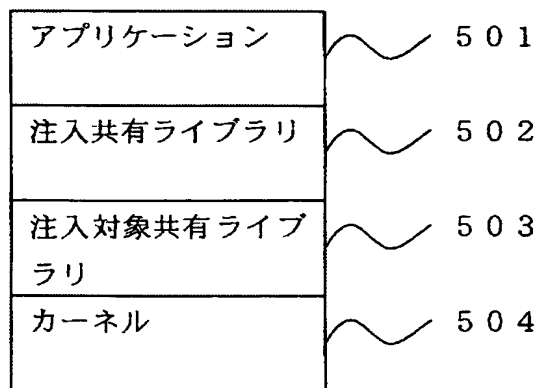 アプリケーション
５０１
注入共有ライブラリ
５０２
注入対象共有ライブ
ラリ
５０３
カーネル
５０４